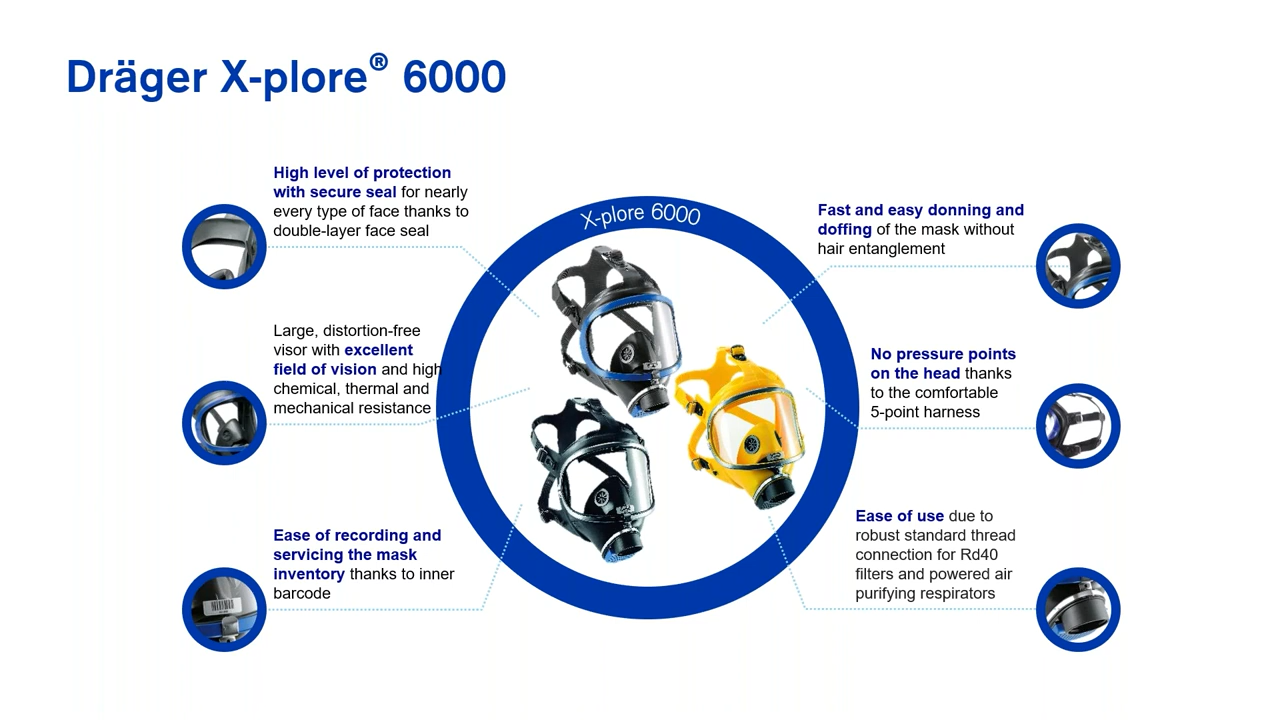 Dräger X-plore® 6000
High level of protection
with secure seal for nearly
every type of face thanks to
double-layer face seal
Large, distortion-free
visor with excellent
field of vision and high
chemical, thermal and
mechanical resistance
Ease of recording and
servicing the mask
inventory thanks to inner
barcode
X-plore 6000
Fast and easy donning and
doffing of the mask without
hair entanglement
No pressure points
on the head thanks
to the comfortable
5-point harness
Ease of use due to
robust standard thread
connection for Rd40
filters and powered air
purifying respirators